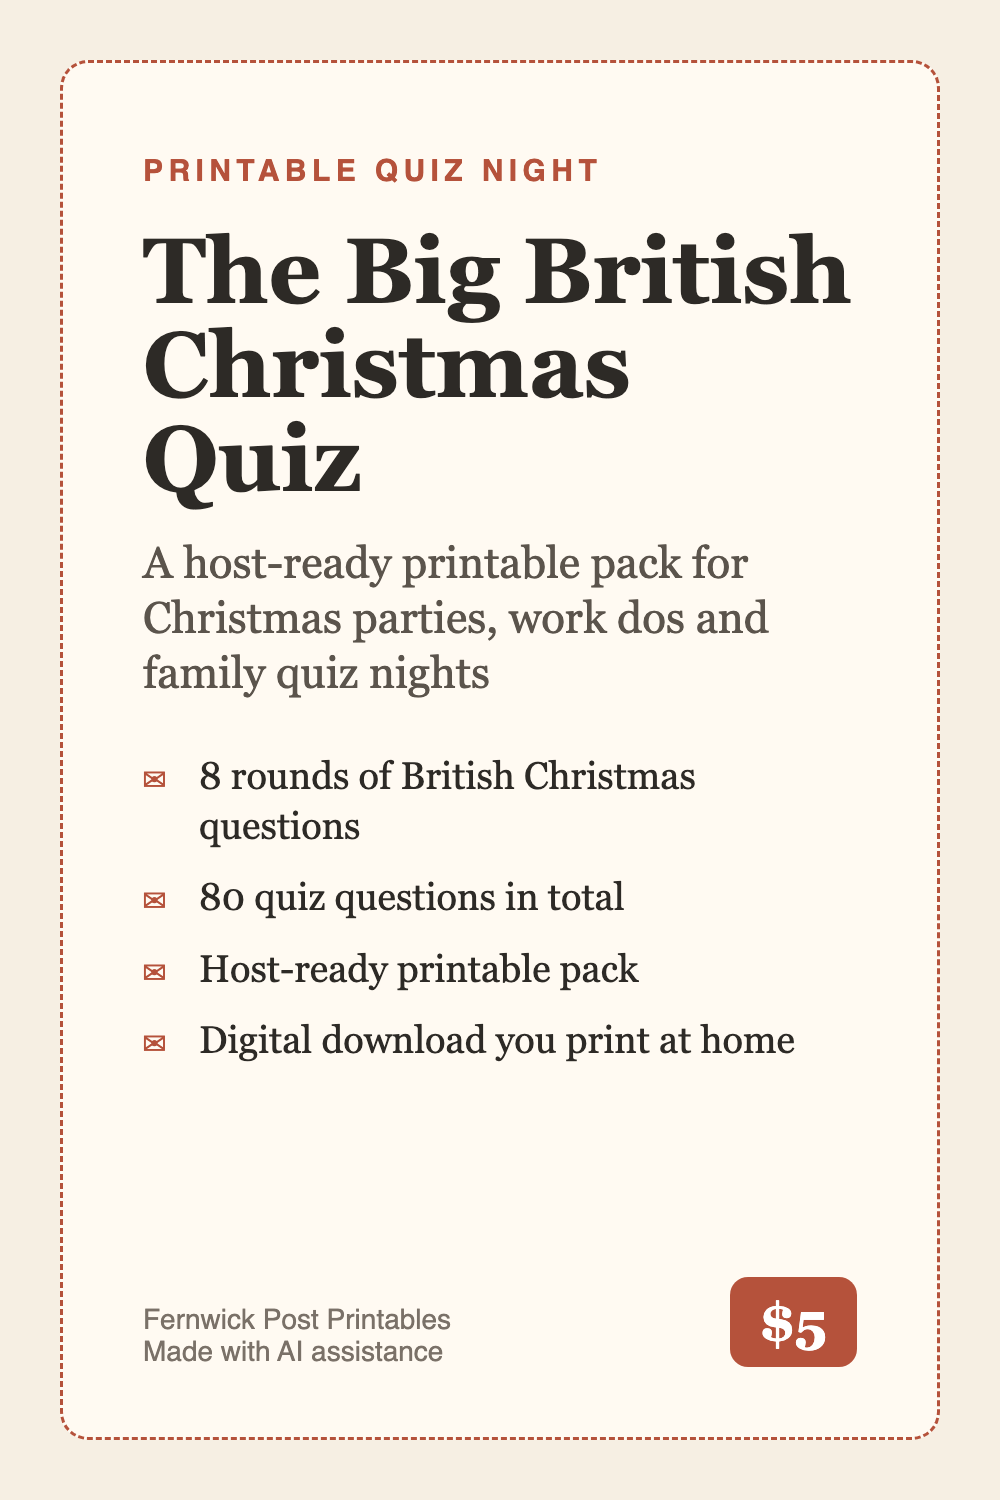 PRINTABLE QUIZ NIGHT
The Big British
Christmas
Quiz
A host-ready printable pack for
Christmas parties, work dos and
family quiz nights
✉ 8 rounds of British Christmas
questions
✉ 80 quiz questions in total
✉ Host-ready printable pack
✉ Digital download you print at home
Fernwick Post Printables
Made with AI assistance
$5